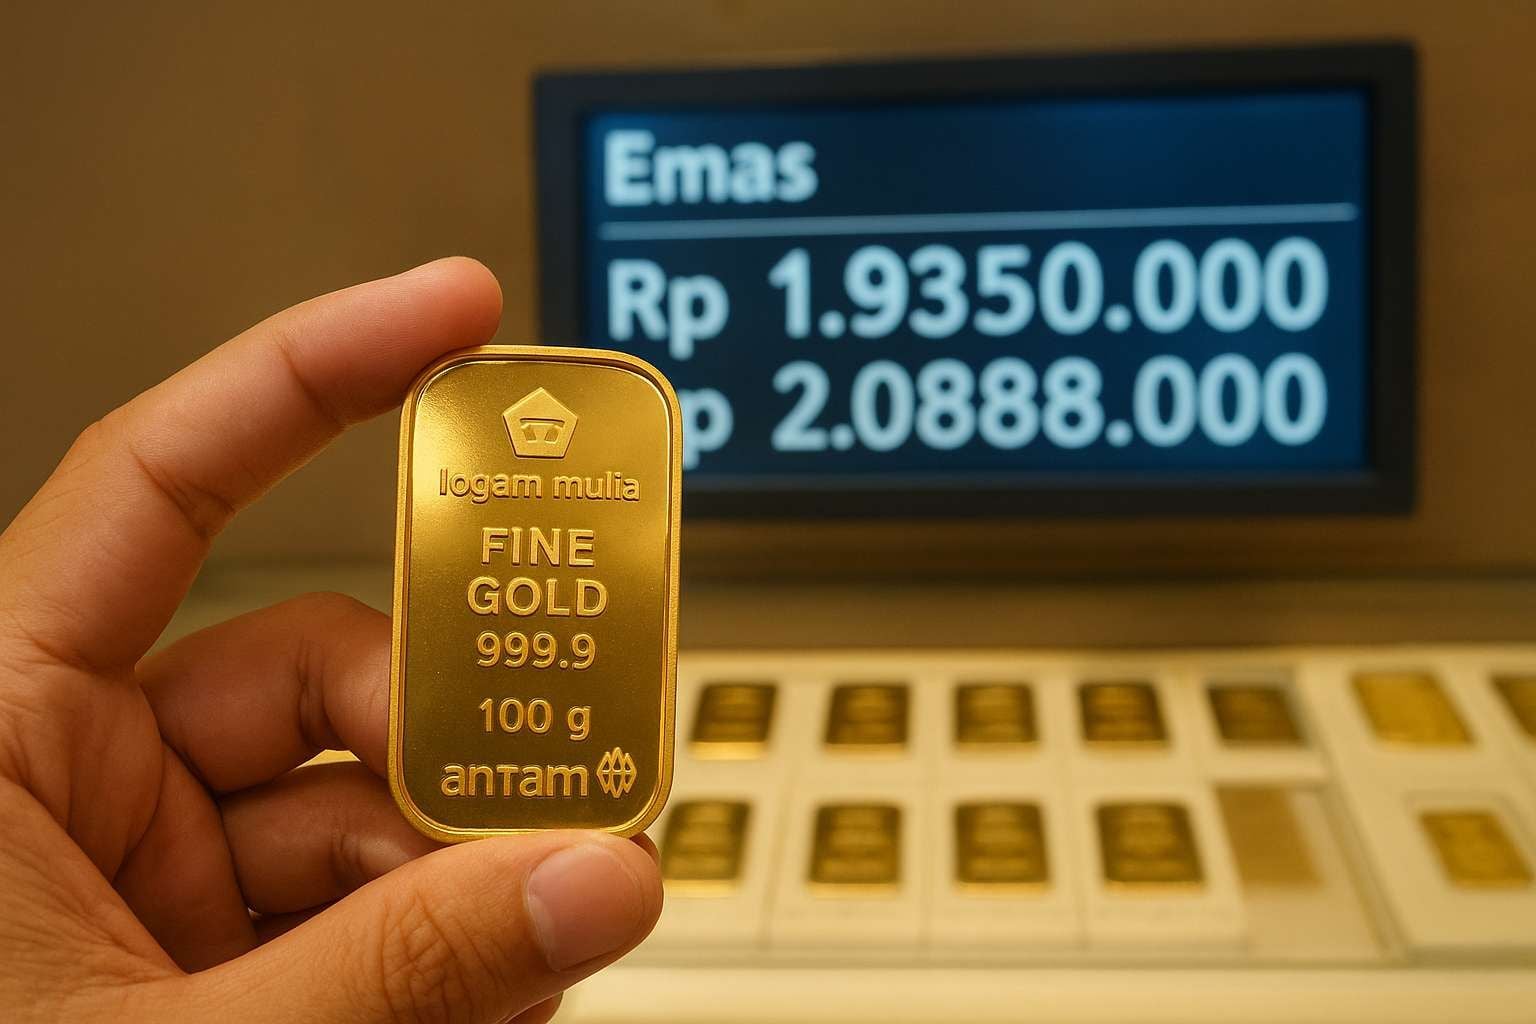 Emas
Rp 1.9350.000
p 2.0888.000
logam mulia
FINE
GOLD
999.9
100 g
antam